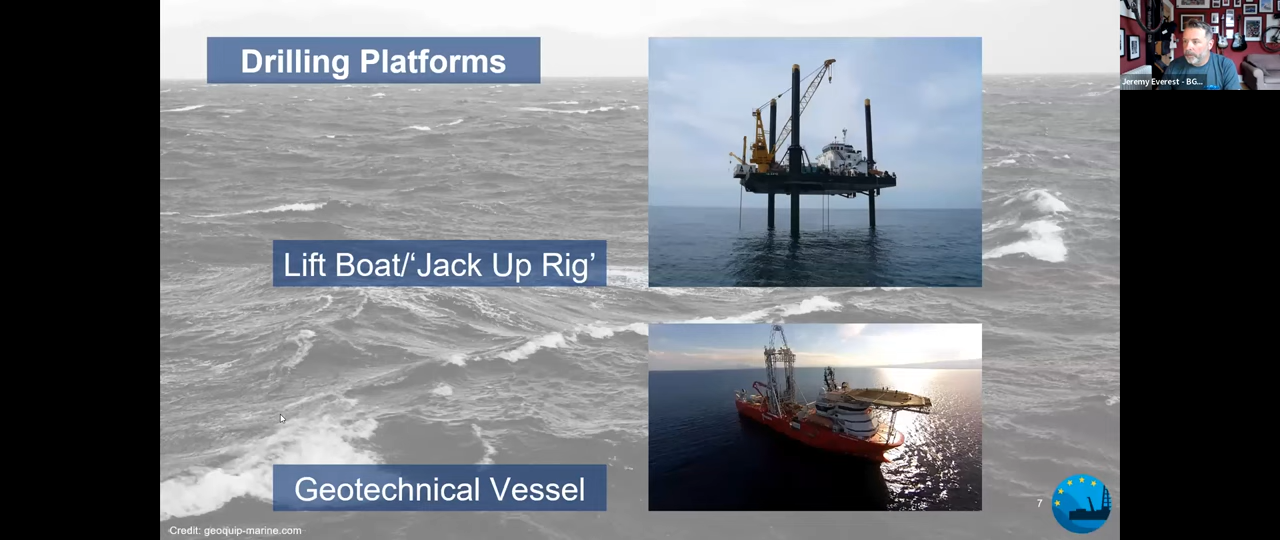 Drilling Platforms
Jeremy Everest - BG...
Lift Boat/‘Jack Up Rig’
Geotechnical Vessel
7
Credit: geoquip-marine.com